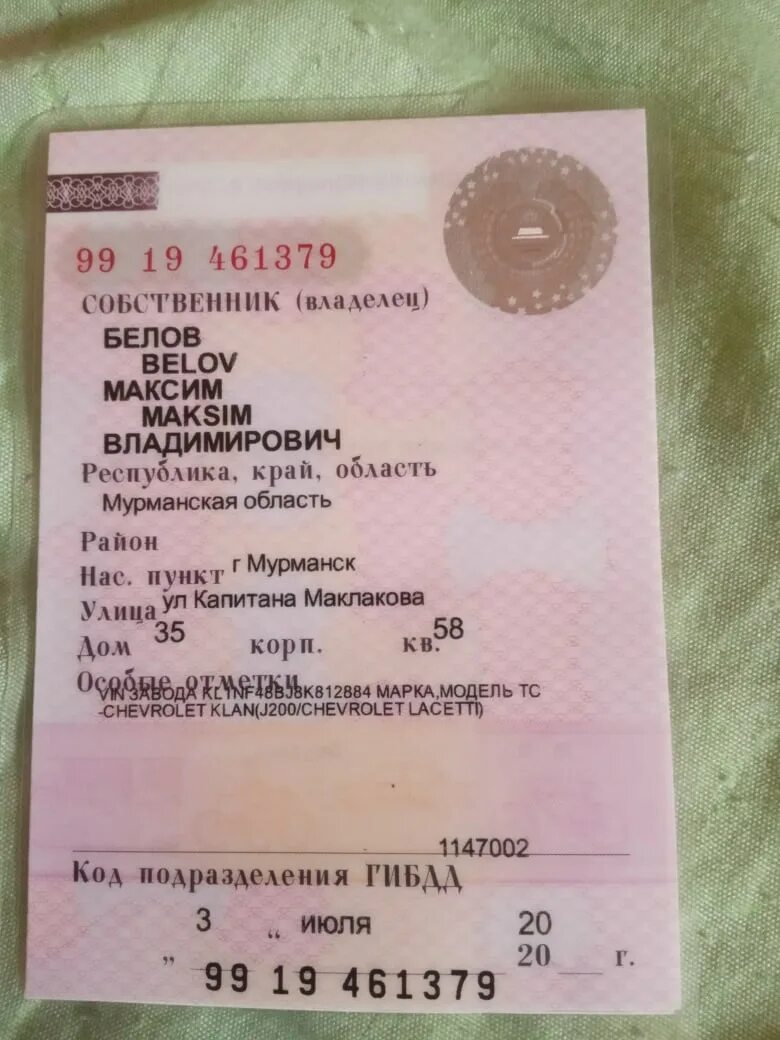 99 19 461379
СОБСТВЕННИК (владелец)
БЕЛОВ
BELOV
МАКСИМ
MAKSIM
ВЛАДИМИРОВИЧ
Республика, край, область
Мурманская область
Район
Нас. пункт г Мурманск
Улица ул Капитана Маклакова
Дом 35 корп. кв. 58
Особые отметки
VIN ЗАВОДА KL1NF48BJ8K812884 МАРКА,МОДЕЛЬ ТС
-CHEVROLET KLAN(J200/CHEVROLET LACETTI)
1147002
Код подразделения ГИБДД
3 „ июля 20
” 20 г.
99 19 461379